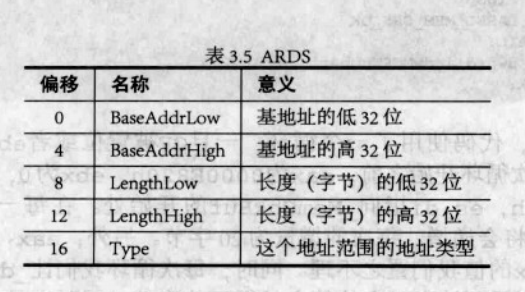 表 3.5 ARDS
偏移 名称 意义
0 BaseAddrLow 基地址的低 32 位
4 BaseAddrHigh 基地址的高 32 位
8 LengthLow 长度（字节）的低 32 位
12 LengthHigh 长度（字节）的高 32 位
16 Type 这个地址范围的地址类型